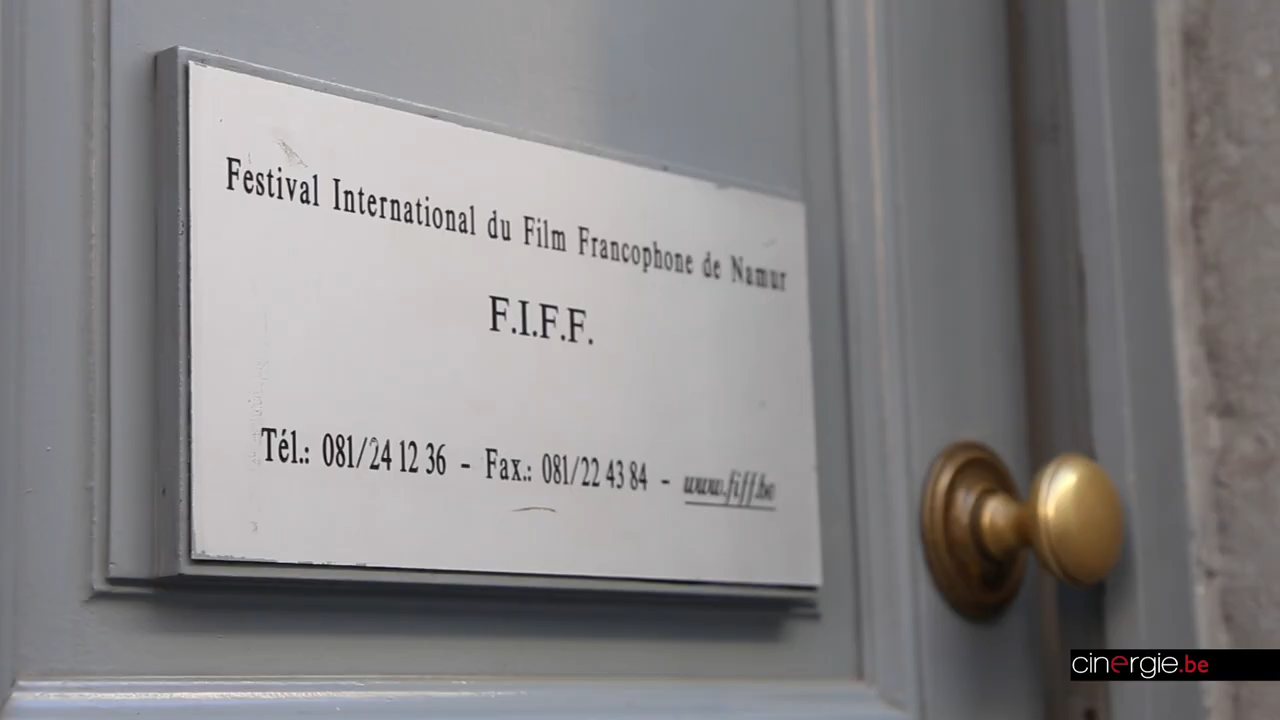 Festival International du Film Francophone de Namur
F.I.F.F.
Tél.: 081/24 12 36 - Fax.: 081/22 43 84 - www.fiff.be
cinergie.be